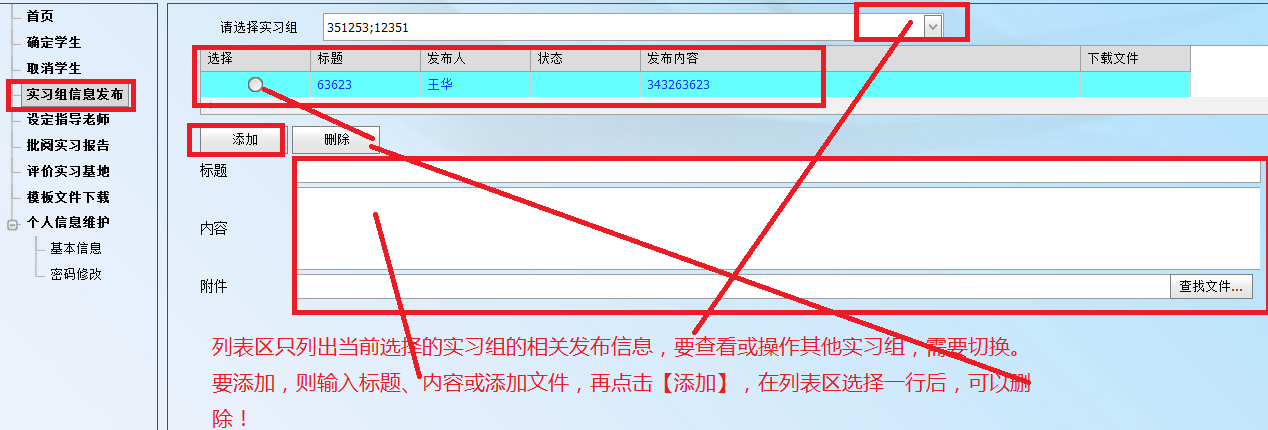 首页
确定学生
取消学生
实习组信息发布
设定指导老师
批阅实习报告
评价实习基地
模板文件下载
个人信息维护
基本信息
密码修改
请选择实习组 351253;12351
选择 标题 发布人 状态 发布内容 下载文件
63623 王华 343263623
添加 删除
标题
内容
附件 查找文件...
列表区只列出当前选择的实习组的相关发布信息，要查看或操作其他实习组，需要切换。
要添加，则输入标题、内容或添加文件，再点击【添加】，在列表区选择一行后，可以删
除！